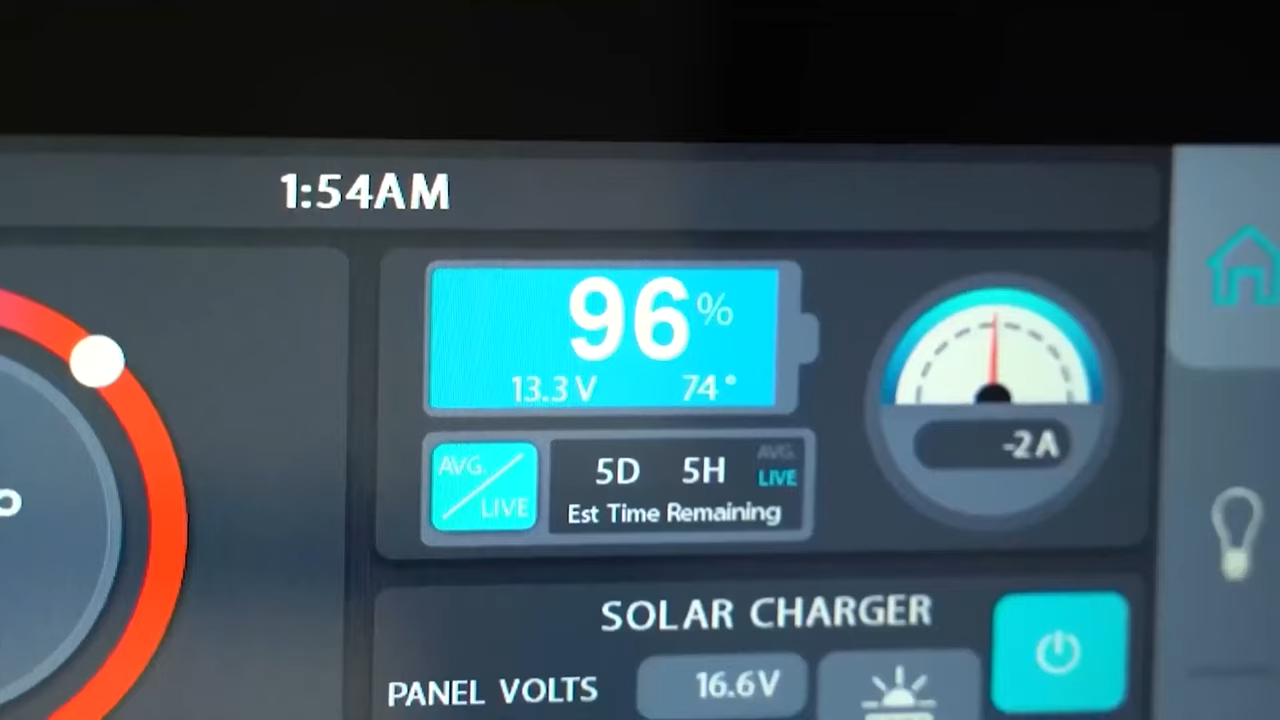 1:54AM
96%
13.3 V 74°
AVG.
LIVE
5D 5H
AVG.
LIVE
Est Time Remaining
-2 A
SOLAR CHARGER
PANEL VOLTS 16.6V